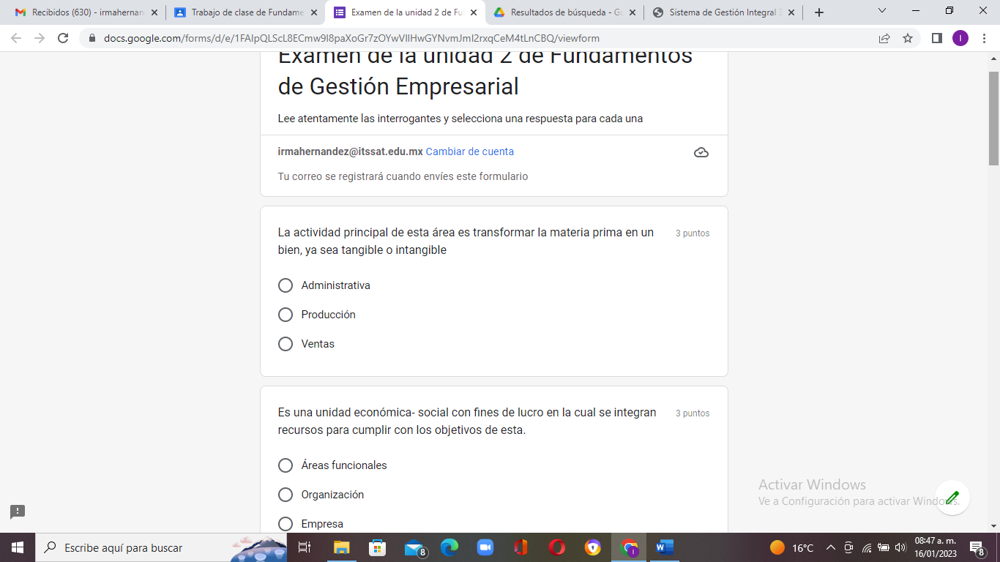 Recibidos (630) - irmahernan
Trabajo de clase de Fundame
Examen de la unidad 2 de Fu
Resultados de búsqueda - Go
Sistema de Gestión Integral
docs.google.com/forms/d/e/
Examen de la unidad 2 de Fundamentos
de Gestión Empresarial
Lee atentamente las interrogantes y selecciona una respuesta para cada una
irmahernandez@itssat.edu.mx Cambiar de cuenta
Tu correo se registrará cuando envíes este formulario
La actividad principal de esta área es transformar la materia prima en un 3 puntos
bien, ya sea tangible o intangible
Administrativa
Producción
Ventas
Es una unidad económica- social con fines de lucro en la cual se integran 3 puntos
recursos para cumplir con los objetivos de esta.
Áreas funcionales
Organización
Empresa
Activar Windows
Ve a Configuración para activar Windows.
Escribe aquí para buscar
8
16°C
08:47 a. m.
16/01/2023
8